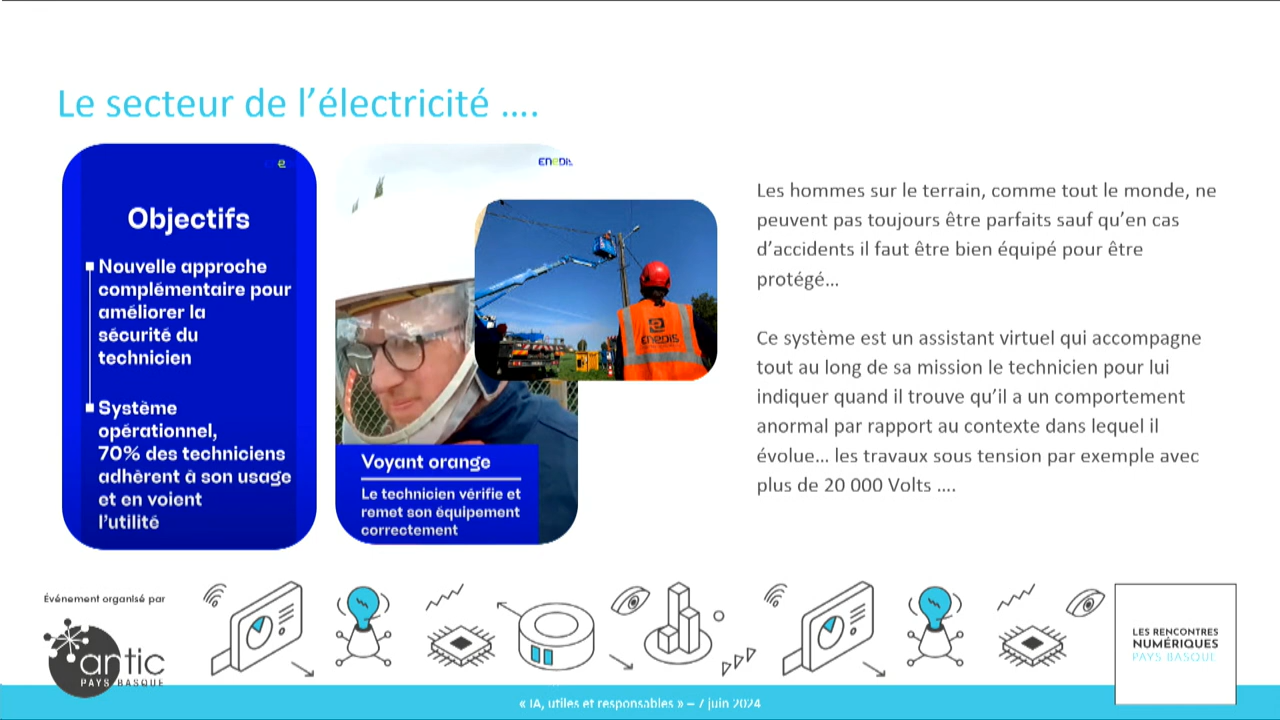 Le secteur de l’électricité ….
e
Objectifs
Nouvelle approche
complémentaire pour
améliorer la
sécurité du
technicien
Système
opérationnel,
70% des techniciens
adhèrent à son usage
et en voient
l’utilité
ENEDIS
enedis
Voyant orange
Le technicien vérifie et
remet son équipement
correctement
Les hommes sur le terrain, comme tout le monde, ne
peuvent pas toujours être parfaits sauf qu’en cas
d’accidents il faut être bien équipé pour être
protégé…
Ce système est un assistant virtuel qui accompagne
tout au long de sa mission le technicien pour lui
indiquer quand il trouve qu’il a un comportement
anormal par rapport au contexte dans lequel il
évolue… les travaux sous tension par exemple avec
plus de 20 000 Volts ….
Événement organisé par
antic
PAYS BASQUE
LES RENCONTRES
NUMÉRIQUES
PAYS BASQUE
« IA, utiles et responsables » – 7 juin 2024